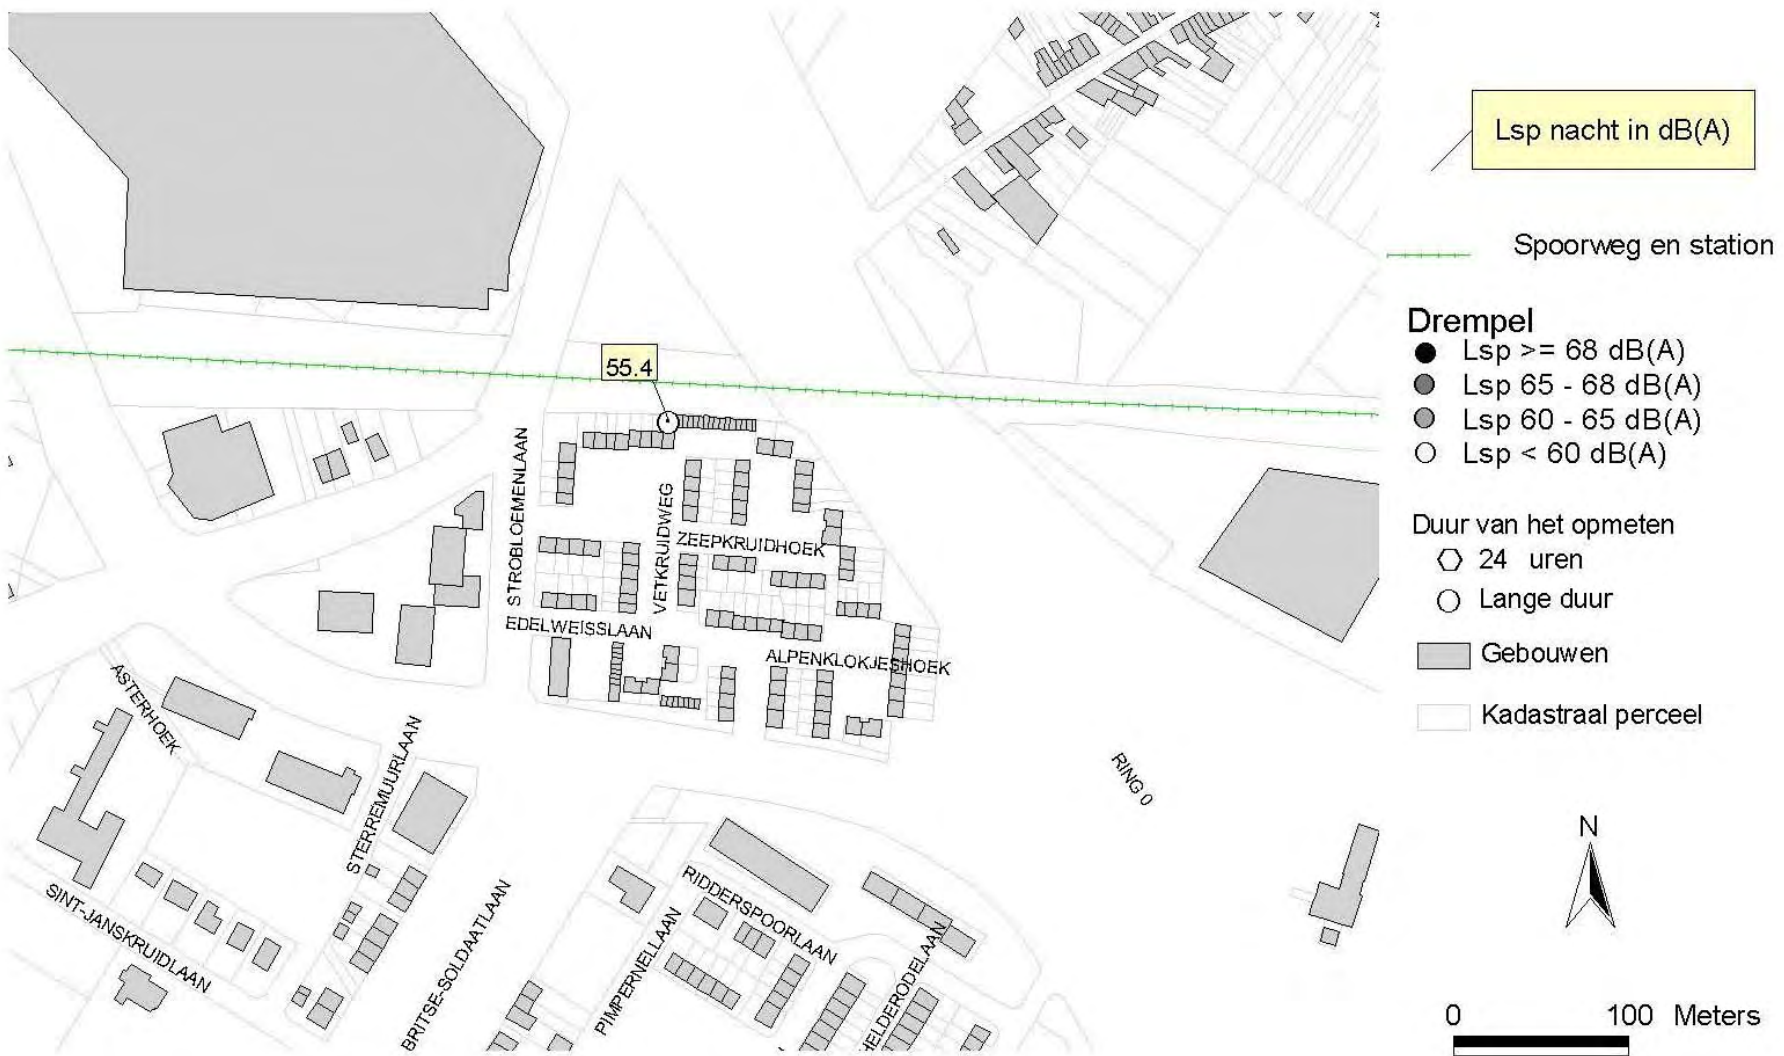 Lsp nacht in dB(A)
Spoorweg en station
Drempel
Lsp >= 68 dB(A)
Lsp 65 - 68 dB(A)
Lsp 60 - 65 dB(A)
Lsp < 60 dB(A)
Duur van het opmeten
24 uren
Lange duur
Gebouwen
Kadastraal perceel
N
0 100 Meters
55.4
STROBLOEMENLAAN
VETKRUIDWEG
ZEEPKRUIDHOEK
EDELWEISSLAAN
ALPENKLOKJESHOEK
ASTERHOEK
STERREMUURLAAN
RING 0
SINT-JANSKRUIDLAAN
BRITSE-SOLDAATLAAN
PIMPERNELLAAN
RIDDERSPOORLAAN
HELDERODELAAN